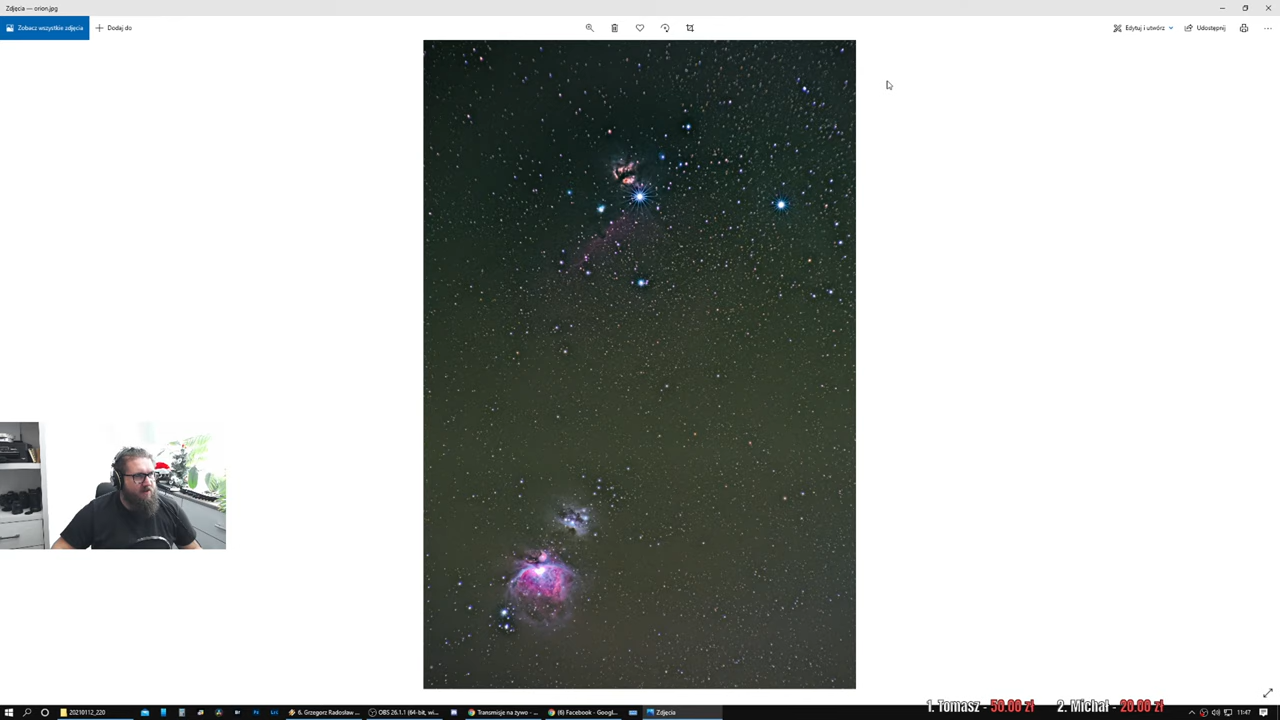 Zdjęcia — orion.jpg
Zobacz wszystkie zdjęcia
Dodaj do
Edytuj i utwórz
Udostępnij
1. Tomasz - 50.00 zł 2. Michał - 20.00 zł
20210112_220
6. Grzegorz Radosław ...
OBS 26.1.1 (64-bit, wi...
Transmisje na żywo - ...
(6) Facebook - Googl...
Zdjęcia
11:47